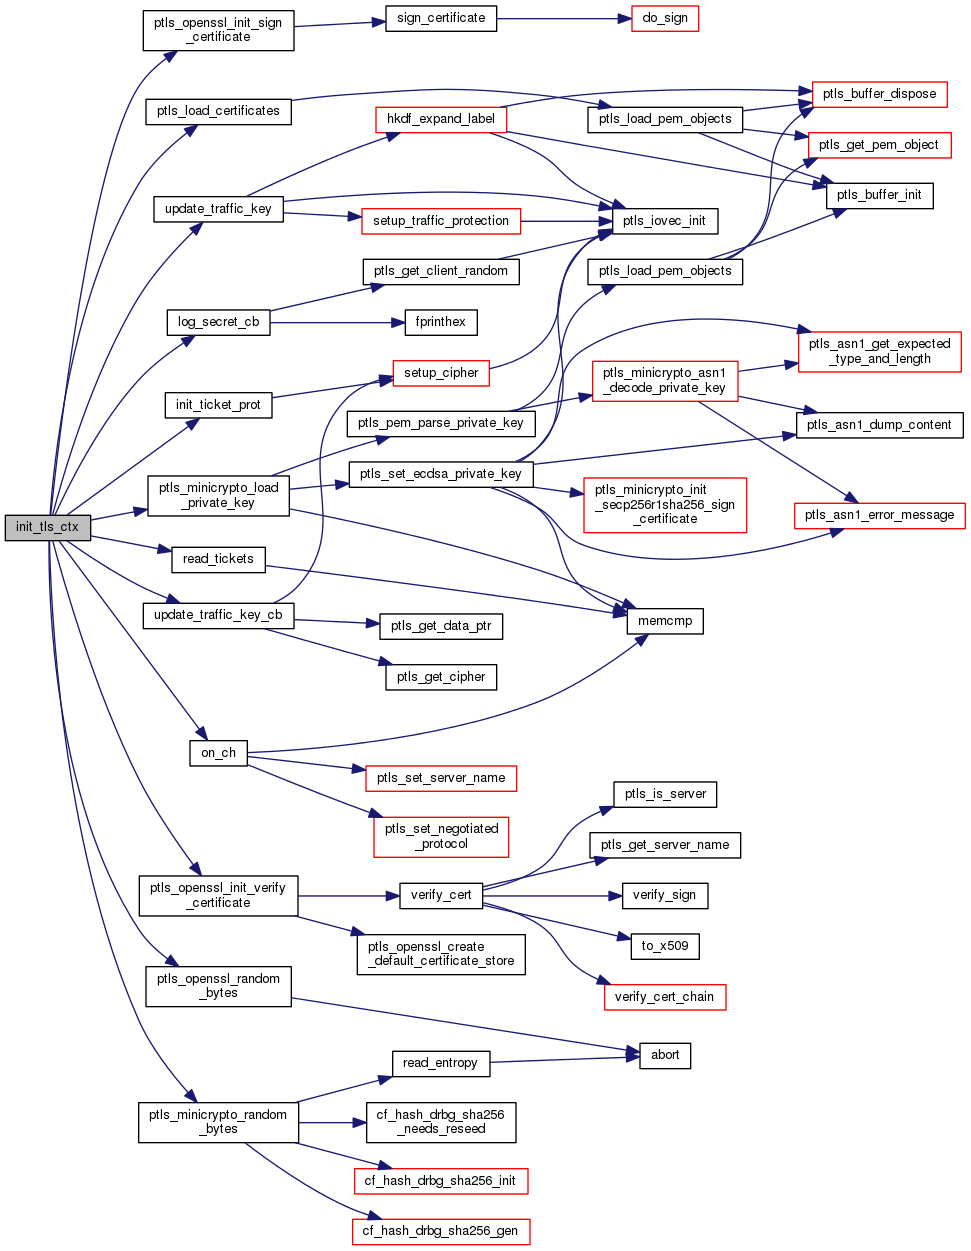 ptls_openssl_init_sign
_certificate
sign_certificate
do_sign
ptls_load_certificates
hkdf_expand_label
ptls_load_pem_objects
ptls_buffer_dispose
ptls_get_pem_object
ptls_buffer_init
update_traffic_key
setup_traffic_protection
ptls_iovec_init
ptls_get_client_random
ptls_load_pem_objects
log_secret_cb
fprinthex
ptls_asn1_get_expected
_type_and_length
setup_cipher
ptls_minicrypto_asn1
_decode_private_key
init_ticket_prot
ptls_pem_parse_private_key
ptls_asn1_dump_content
ptls_minicrypto_load
_private_key
ptls_set_ecdsa_private_key
ptls_minicrypto_init
_secp256r1sha256_sign
_certificate
ptls_asn1_error_message
init_tls_ctx
read_tickets
update_traffic_key_cb
ptls_get_data_ptr
memcmp
ptls_get_cipher
on_ch
ptls_set_server_name
ptls_is_server
ptls_set_negotiated
_protocol
ptls_get_server_name
ptls_openssl_init_verify
_certificate
verify_cert
verify_sign
ptls_openssl_create
_default_certificate_store
to_x509
ptls_openssl_random
_bytes
verify_cert_chain
read_entropy
abort
ptls_minicrypto_random
_bytes
cf_hash_drbg_sha256
_needs_reseed
cf_hash_drbg_sha256_init
cf_hash_drbg_sha256_gen